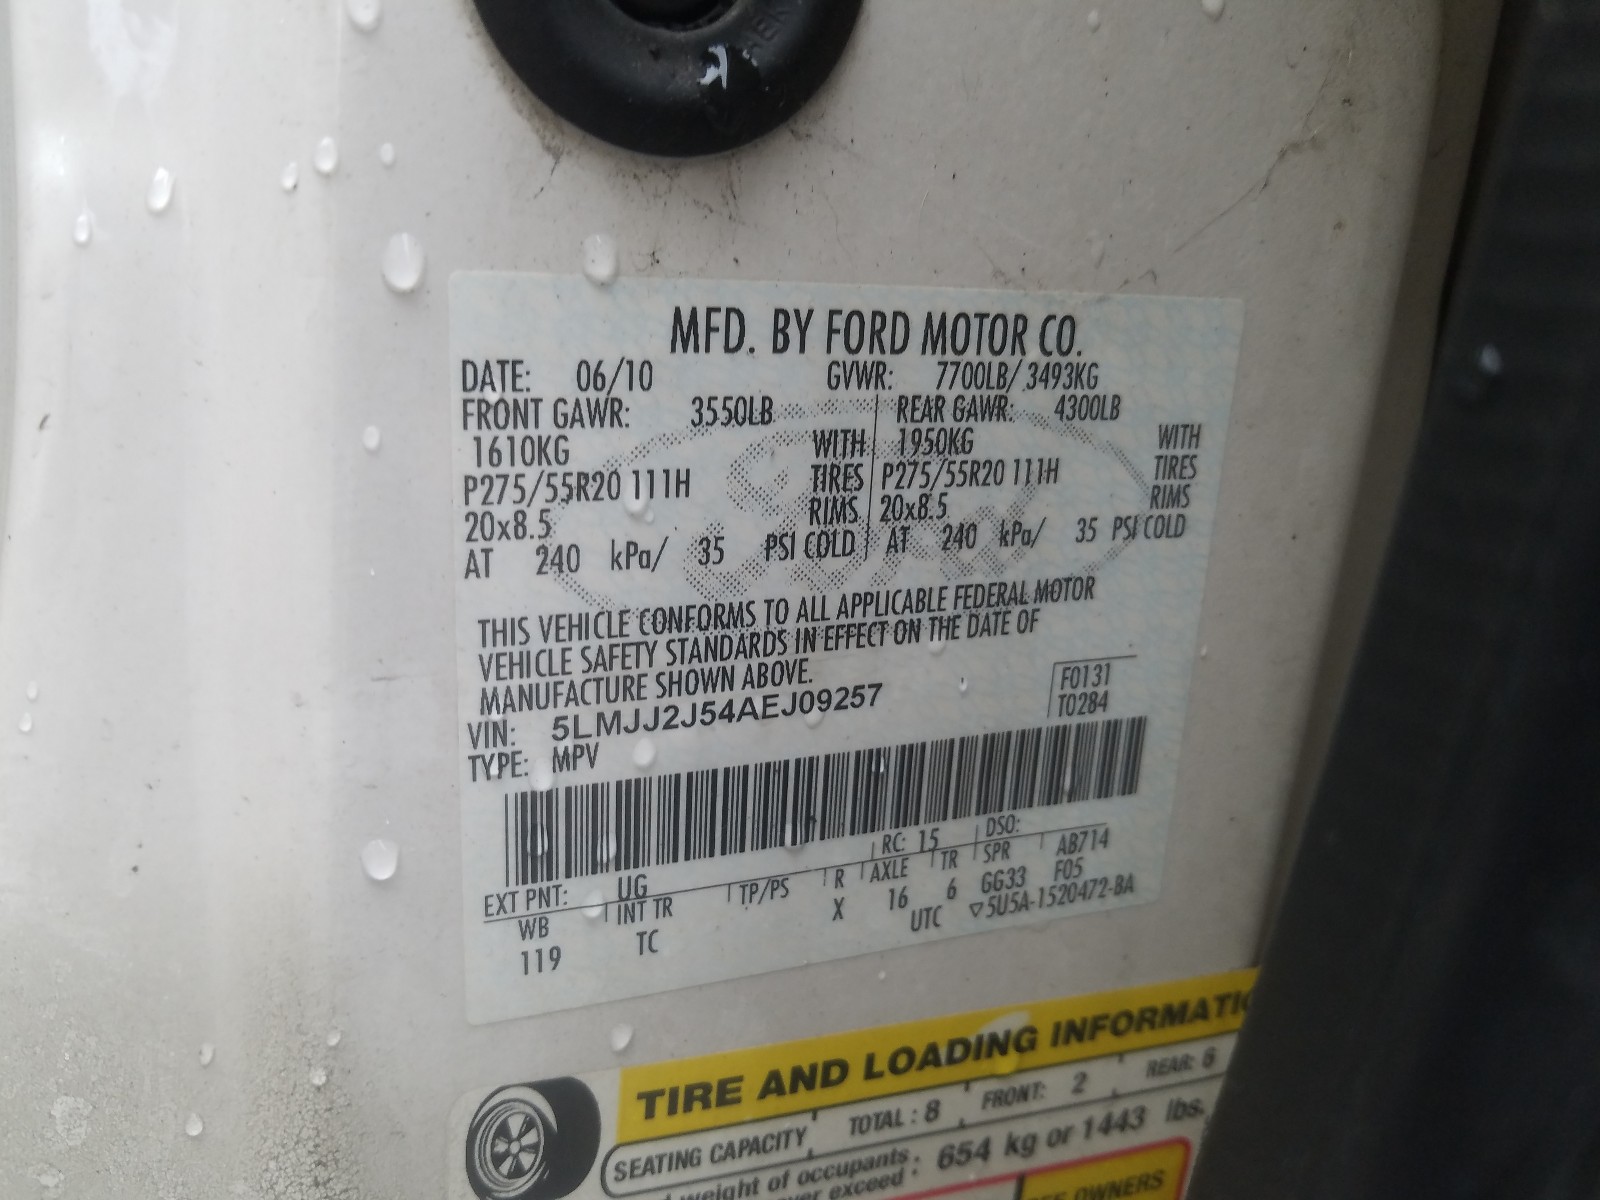 MFD. BY FORD MOTOR CO.
DATE: 06/10 GVWR: 7700LB/ 3493KG
FRONT GAWR: 3550LB REAR GAWR: 4300LB
1610KG WITH 1950KG WITH
P275/55R20 111H TIRES P275/55R20 111H TIRES
20x8.5 RIMS 20x8.5 RIMS
AT 240 kPa/ 35 PSI COLD AT 240 kPa/ 35 PSI COLD
THIS VEHICLE CONFORMS TO ALL APPLICABLE FEDERAL MOTOR
VEHICLE SAFETY STANDARDS IN EFFECT ON THE DATE OF
MANUFACTURE SHOWN ABOVE.
F0131
VIN: 5LMJJ2J54AEJ09257 T0284
TYPE: MPV
RC: 15 DSO:
EXT PNT: UG R AXLE TR SPR AB714
WB INT TR TP/PS X 16 6 GG33 F05
119 TC UTC ▽5U5A-1520472-BA
TIRE AND LOADING INFORMATIO
SEATING CAPACITY TOTAL : 8 FRONT: 2 REAR: 6
weight of occupants 654 kg or 1443 lbs.
exceed :
OWNERS